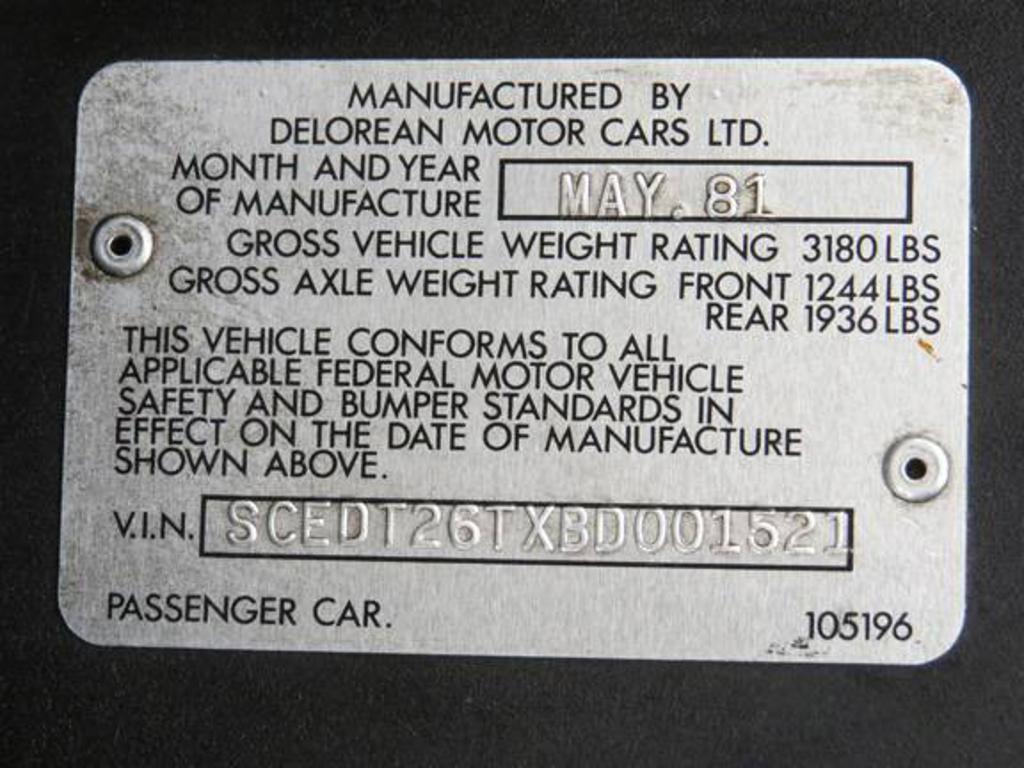 MANUFACTURED BY
DELOREAN MOTOR CARS LTD.
MONTH AND YEAR
OF MANUFACTURE MAY. 81
GROSS VEHICLE WEIGHT RATING 3180 LBS
GROSS AXLE WEIGHT RATING FRONT 1244 LBS
REAR 1936 LBS
THIS VEHICLE CONFORMS TO ALL
APPLICABLE FEDERAL MOTOR VEHICLE
SAFETY AND BUMPER STANDARDS IN
EFFECT ON THE DATE OF MANUFACTURE
SHOWN ABOVE.
V.I.N. SCEDT26TXBD001521
PASSENGER CAR. 105196